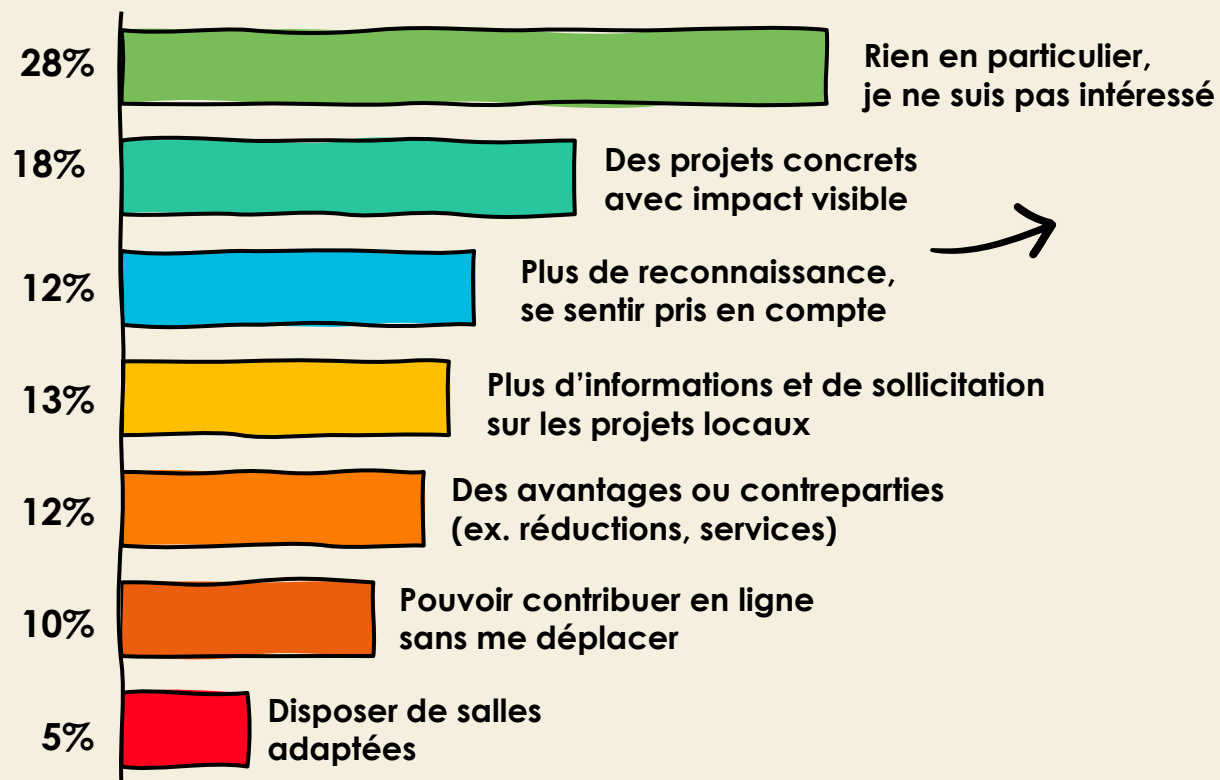 28%
Rien en particulier,
je ne suis pas intéressé
18%
Des projets concrets
avec impact visible
12%
Plus de reconnaissance,
se sentir pris en compte
13%
Plus d’informations et de sollicitation
sur les projets locaux
12%
Des avantages ou contreparties
(ex. réductions, services)
10%
Pouvoir contribuer en ligne
sans me déplacer
5%
Disposer de salles
adaptées